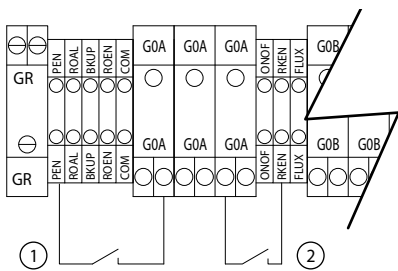 GR PEN ROAL BKUP ROEN COM G0A G0A G0A ONOF RKEN FLUX G0B
GR PEN ROAL BKUP ROEN COM G0A G0A G0A ONOF RKEN FLUX G0B G0B
1 2